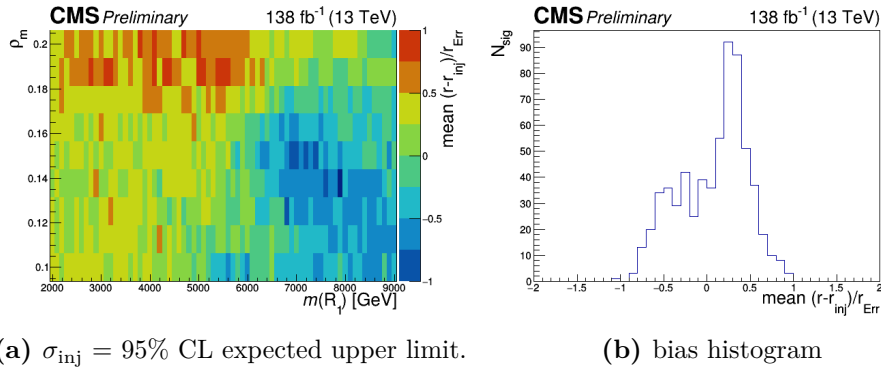 CMS Preliminary 138 fb⁻¹ (13 TeV)
ρm
0.2
0.18
0.16
0.14
0.12
0.1
2000 3000 4000 5000 6000 7000 8000 9000
m(R1) [GeV]
1
0.5
0
−0.5
−1
mean (r-rinj)/rErr
(a) σinj = 95% CL expected upper limit.
CMS Preliminary 138 fb⁻¹ (13 TeV)
Nsig
90
80
70
60
50
40
30
20
10
0
−2 −1.5 −1 −0.5 0 0.5 1 1.5 2
mean (r-rinj)/rErr
(b) bias histogram